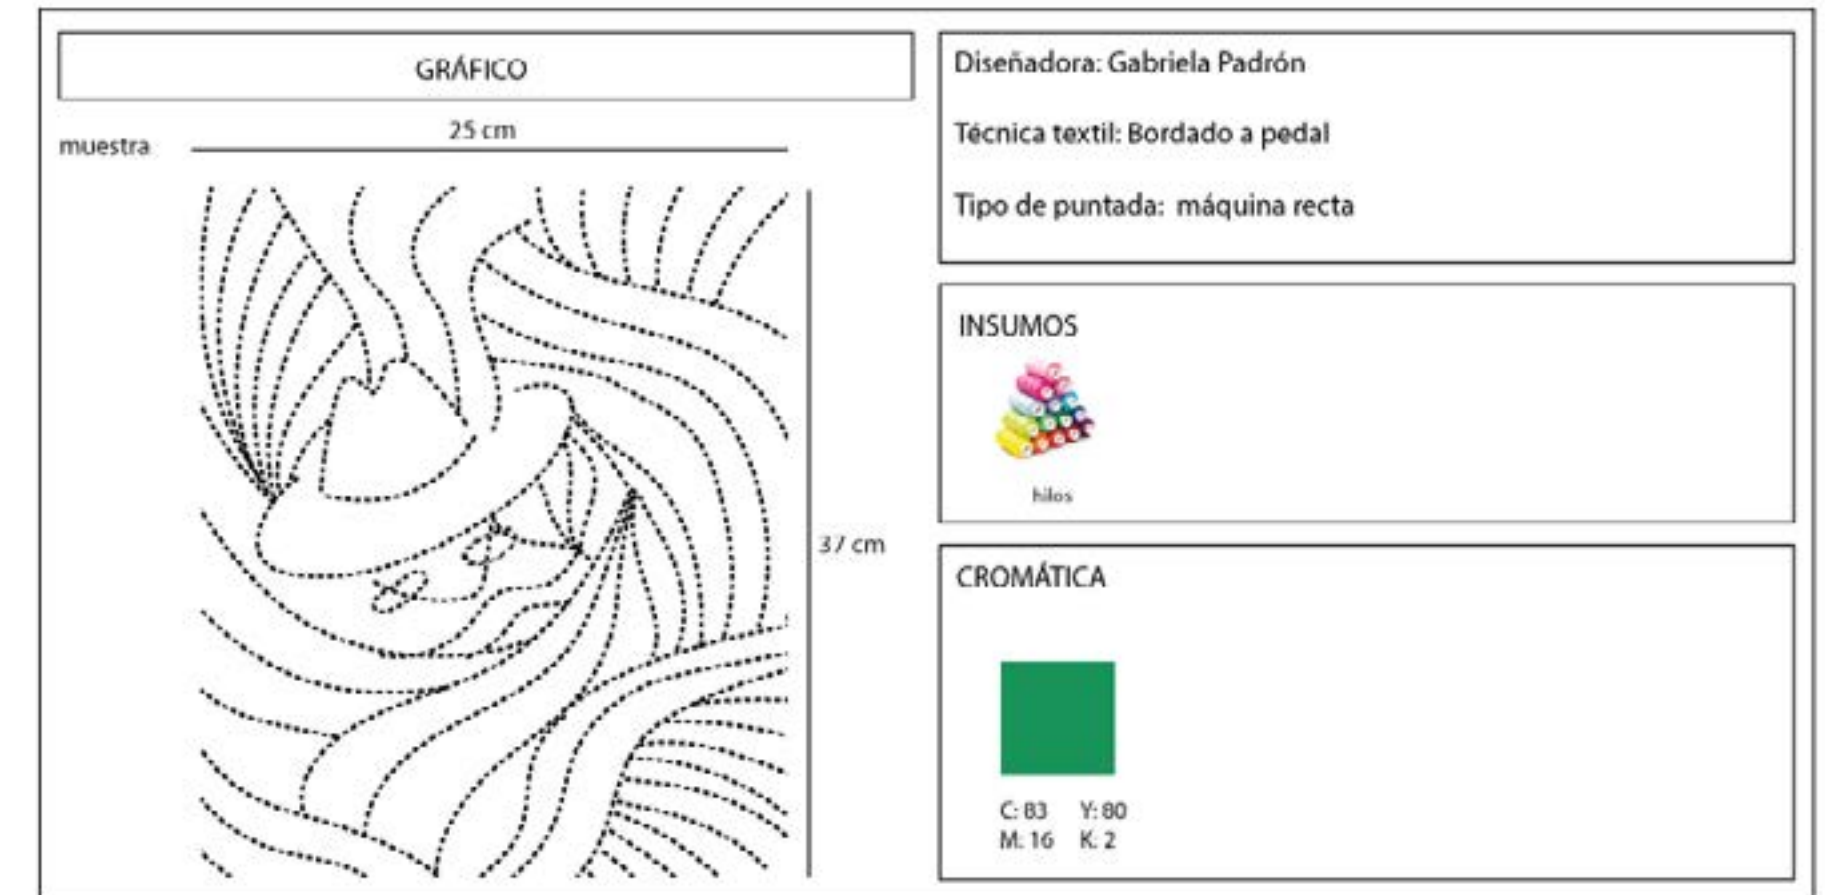 GRÁFICO
muestra
25 cm
37 cm
Diseñadora: Gabriela Padrón
Técnica textil: Bordado a pedal
Tipo de puntada: máquina recta
INSUMOS
hilos
CROMÁTICA
C: 83 Y: 80
M: 16 K: 2